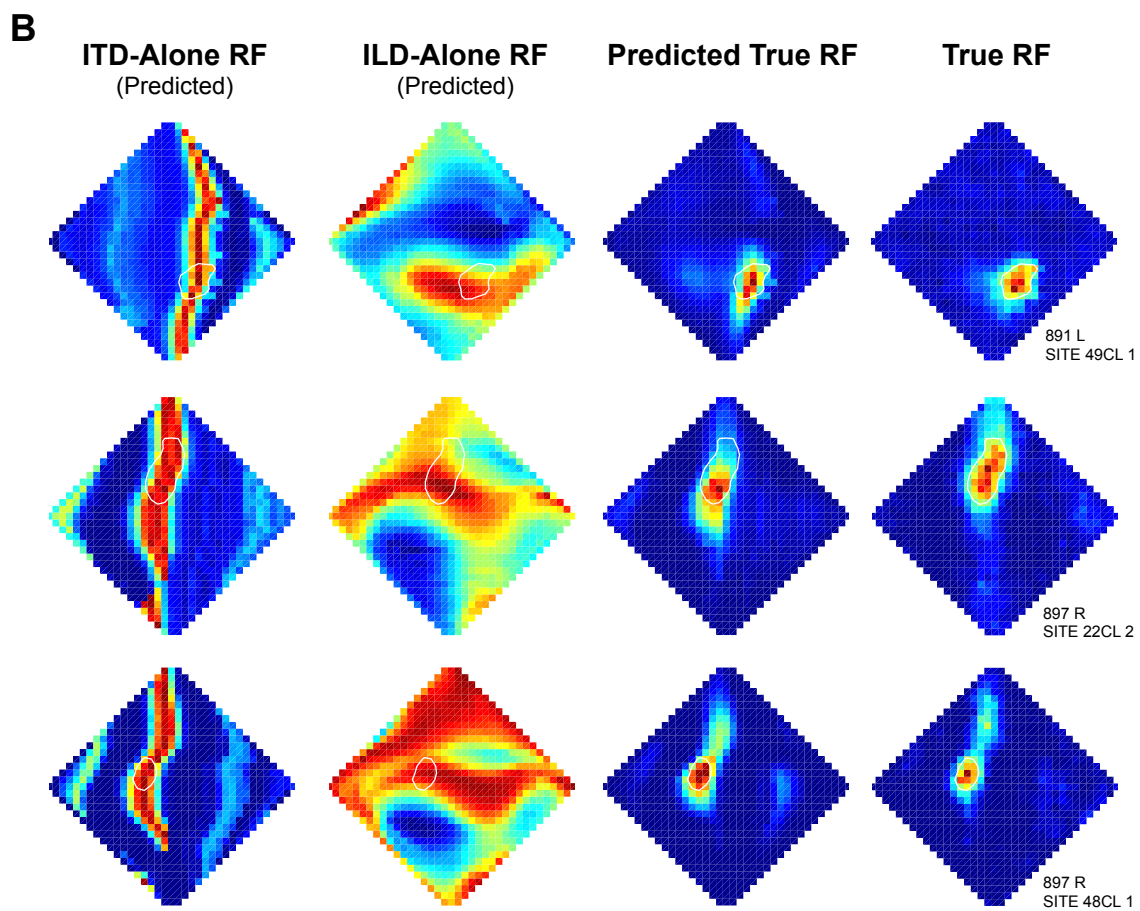 B
ITD-Alone RF
(Predicted)
ILD-Alone RF
(Predicted)
Predicted True RF
True RF
891 L
SITE 49CL 1
897 R
SITE 22CL 2
897 R
SITE 48CL 1